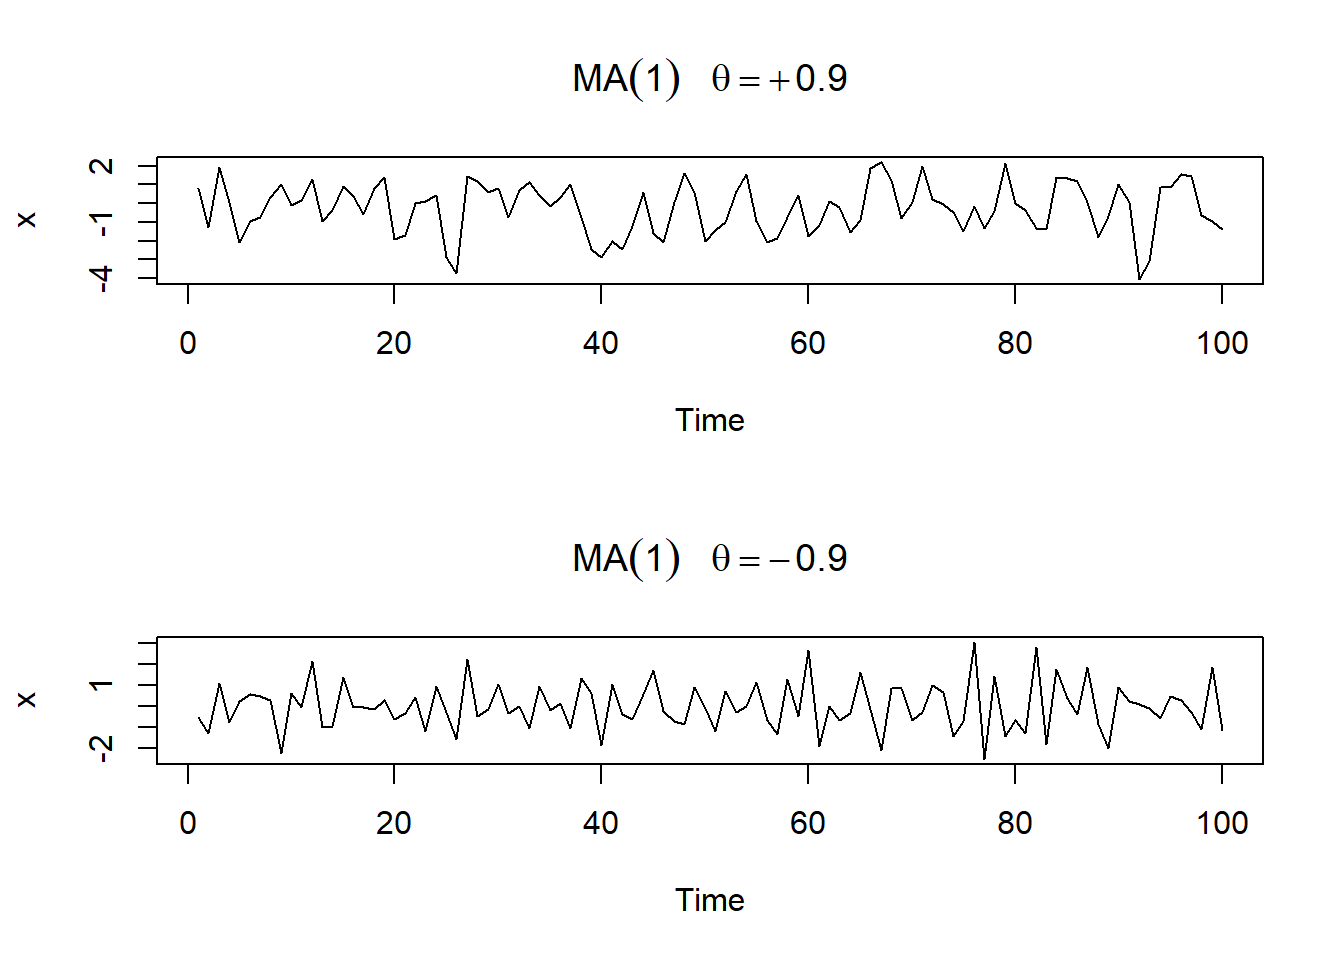 MA(1) θ = +0.9
x
2
-1
-4
0 20 40 60 80 100
Time
MA(1) θ = −0.9
x
1
-2
0 20 40 60 80 100
Time